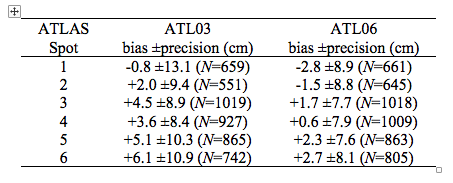 ATLAS ATL03 ATL06
Spot bias ±precision (cm) bias ±precision (cm)
1 -0.8 ±13.1 (N=659) -2.8 ±8.9 (N=661)
2 +2.0 ±9.4 (N=551) -1.5 ±8.8 (N=645)
3 +4.5 ±8.9 (N=1019) +1.7 ±7.7 (N=1018)
4 +3.6 ±8.4 (N=927) +0.6 ±7.9 (N=1009)
5 +5.1 ±10.3 (N=865) +2.3 ±7.6 (N=863)
6 +6.1 ±10.9 (N=742) +2.7 ±8.1 (N=805)